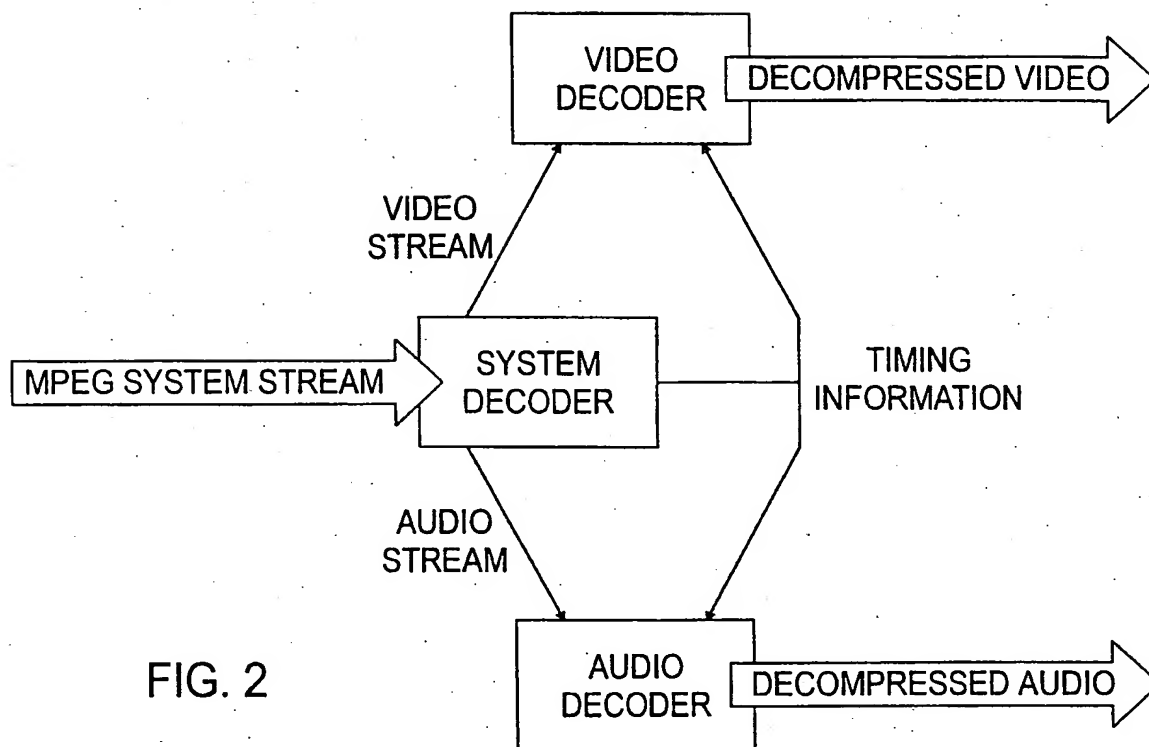 VIDEO
DECODER
DECOMPRESSED VIDEO
VIDEO
STREAM
MPEG SYSTEM STREAM
SYSTEM
DECODER
TIMING
INFORMATION
AUDIO
STREAM
FIG. 2
AUDIO
DECODER
DECOMPRESSED AUDIO